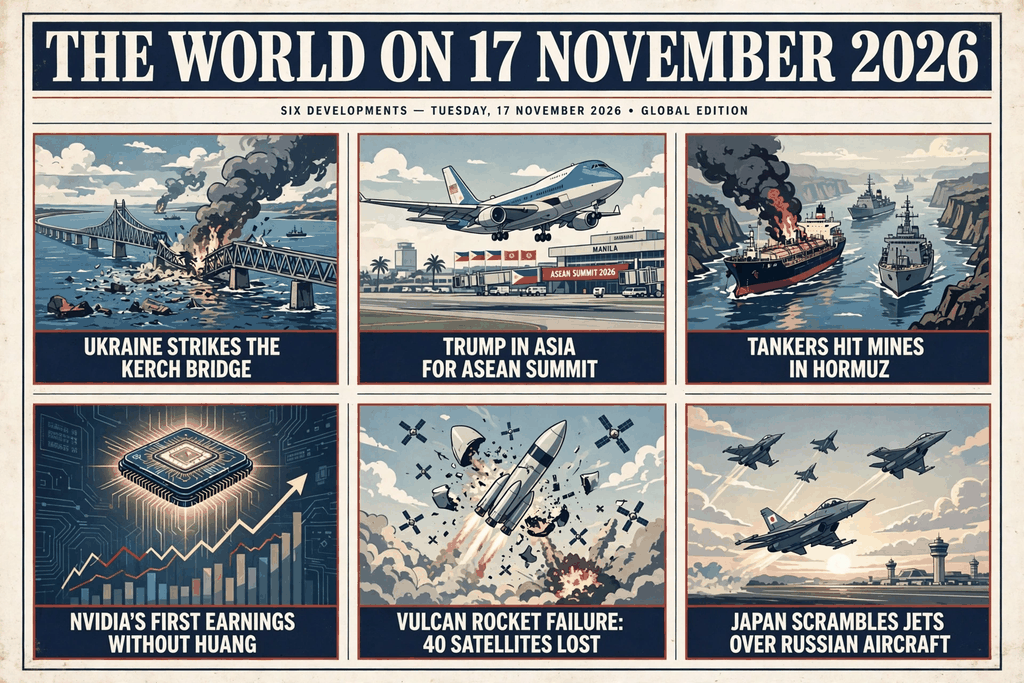 THE WORLD ON 17 NOVEMBER 2026
SIX DEVELOPMENTS — TUESDAY, 17 NOVEMBER 2026 • GLOBAL EDITION
MANILA
ASEAN SUMMIT 2026
UKRAINE STRIKES THE
KERCH BRIDGE
TRUMP IN ASIA
FOR ASEAN SUMMIT
TANKERS HIT MINES
IN HORMUZ
NVIDIA'S FIRST EARNINGS
WITHOUT HUANG
VULCAN ROCKET FAILURE:
40 SATELLITES LOST
JAPAN SCRAMBLES JETS
OVER RUSSIAN AIRCRAFT